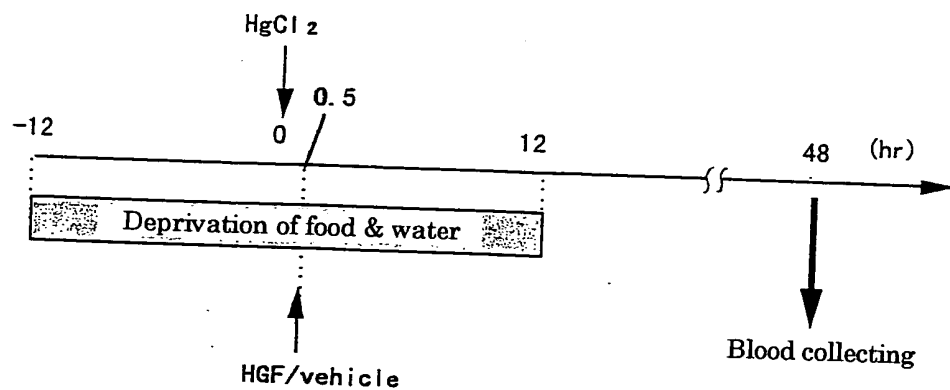 HgCl2
0.5
-12
0
12
48
(hr)
Deprivation of food & water
HGF/vehicle
Blood collecting